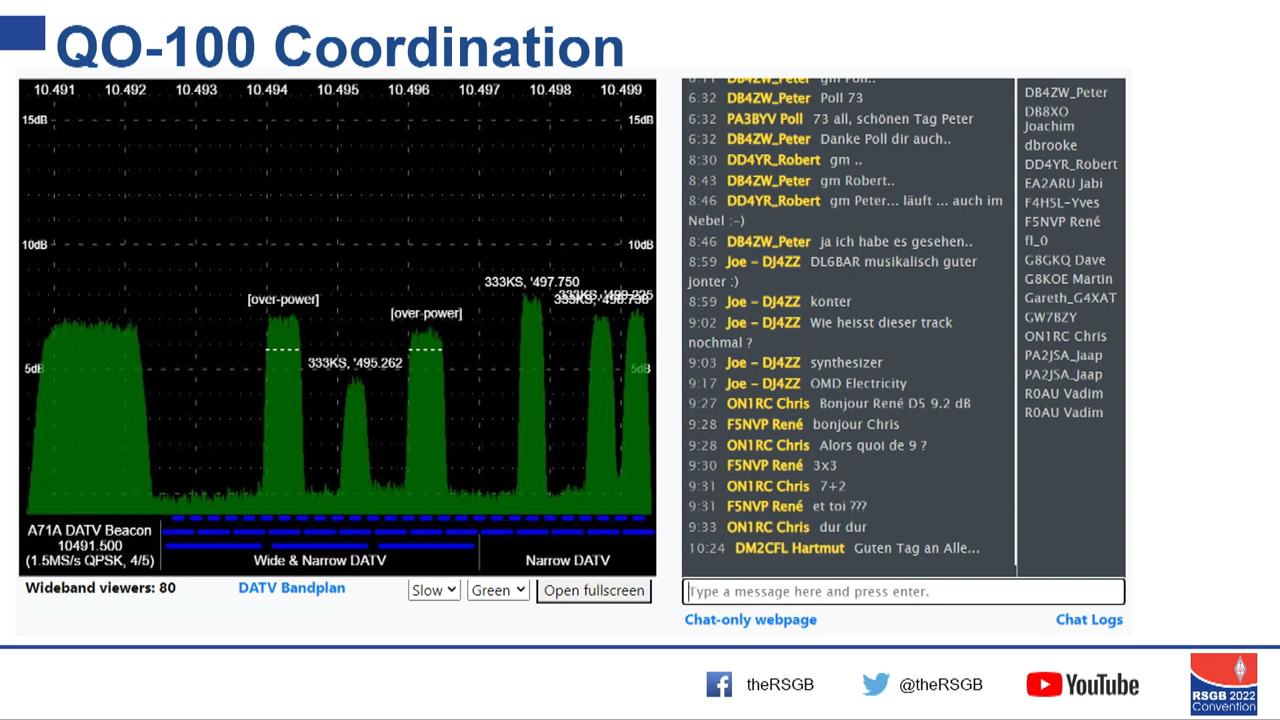 QO-100 Coordination
10.491 10.492 10.493 10.494 10.495 10.496 10.497 10.498 10.499
15dB 15dB
10dB 10dB
5dB 5dB
[over-power]
333KS, '495.262
[over-power]
333KS, '497.750
A71A DATV Beacon
10491.500
(1.5MS/s QPSK, 4/5)
Wide & Narrow DATV
Narrow DATV
Wideband viewers: 80
DATV Bandplan
Slow
Green
Open fullscreen
DB4ZW_Peter gm Poll..
6:32 DB4ZW_Peter Poll 73
6:32 PA3BYV Poll 73 all, schönen Tag Peter
6:32 DB4ZW_Peter Danke Poll dir auch..
8:30 DD4YR_Robert gm ..
8:43 DB4ZW_Peter gm Robert..
8:46 DD4YR_Robert gm Peter... läuft ... auch im
Nebel :-)
8:46 DB4ZW_Peter ja ich habe es gesehen..
8:59 Joe – DJ4ZZ DL6BAR musikalisch guter
jonter :)
8:59 Joe – DJ4ZZ konter
9:02 Joe – DJ4ZZ Wie heisst dieser track
nochmal ?
9:03 Joe – DJ4ZZ synthesizer
9:17 Joe – DJ4ZZ OMD Electricity
9:27 ON1RC Chris Bonjour René D5 9.2 dB
9:28 F5NVP René bonjour Chris
9:28 ON1RC Chris Alors quoi de 9 ?
9:30 F5NVP René 3x3
9:31 ON1RC Chris 7+2
9:31 F5NVP René et toi ???
9:33 ON1RC Chris dur dur
10:24 DM2CFL Hartmut Guten Tag an Alle...
DB4ZW_Peter
DB8XO
Joachim
dbrooke
DD4YR_Robert
EA2ARU Jabi
F4HSL-Yves
F5NVP René
fl_0
G8GKQ Dave
G8KOE Martin
Gareth_G4XAT
GW7BZY
ON1RC Chris
PA2JSA_Jaap
PA2JSA_Jaap
R0AU Vadim
R0AU Vadim
Type a message here and press enter.
Chat-only webpage
Chat Logs
theRSGB
@theRSGB
YouTube
RSGB 2022
Convention